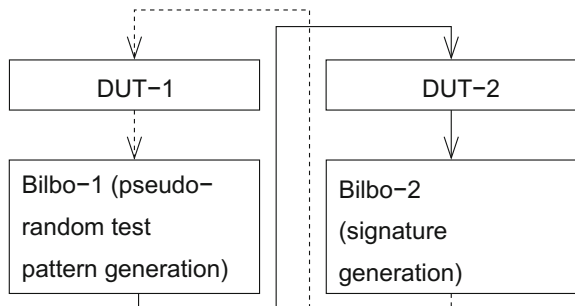 DUT−1
DUT−2
Bilbo−1 (pseudo−
random test
pattern generation)
Bilbo−2
(signature
generation)